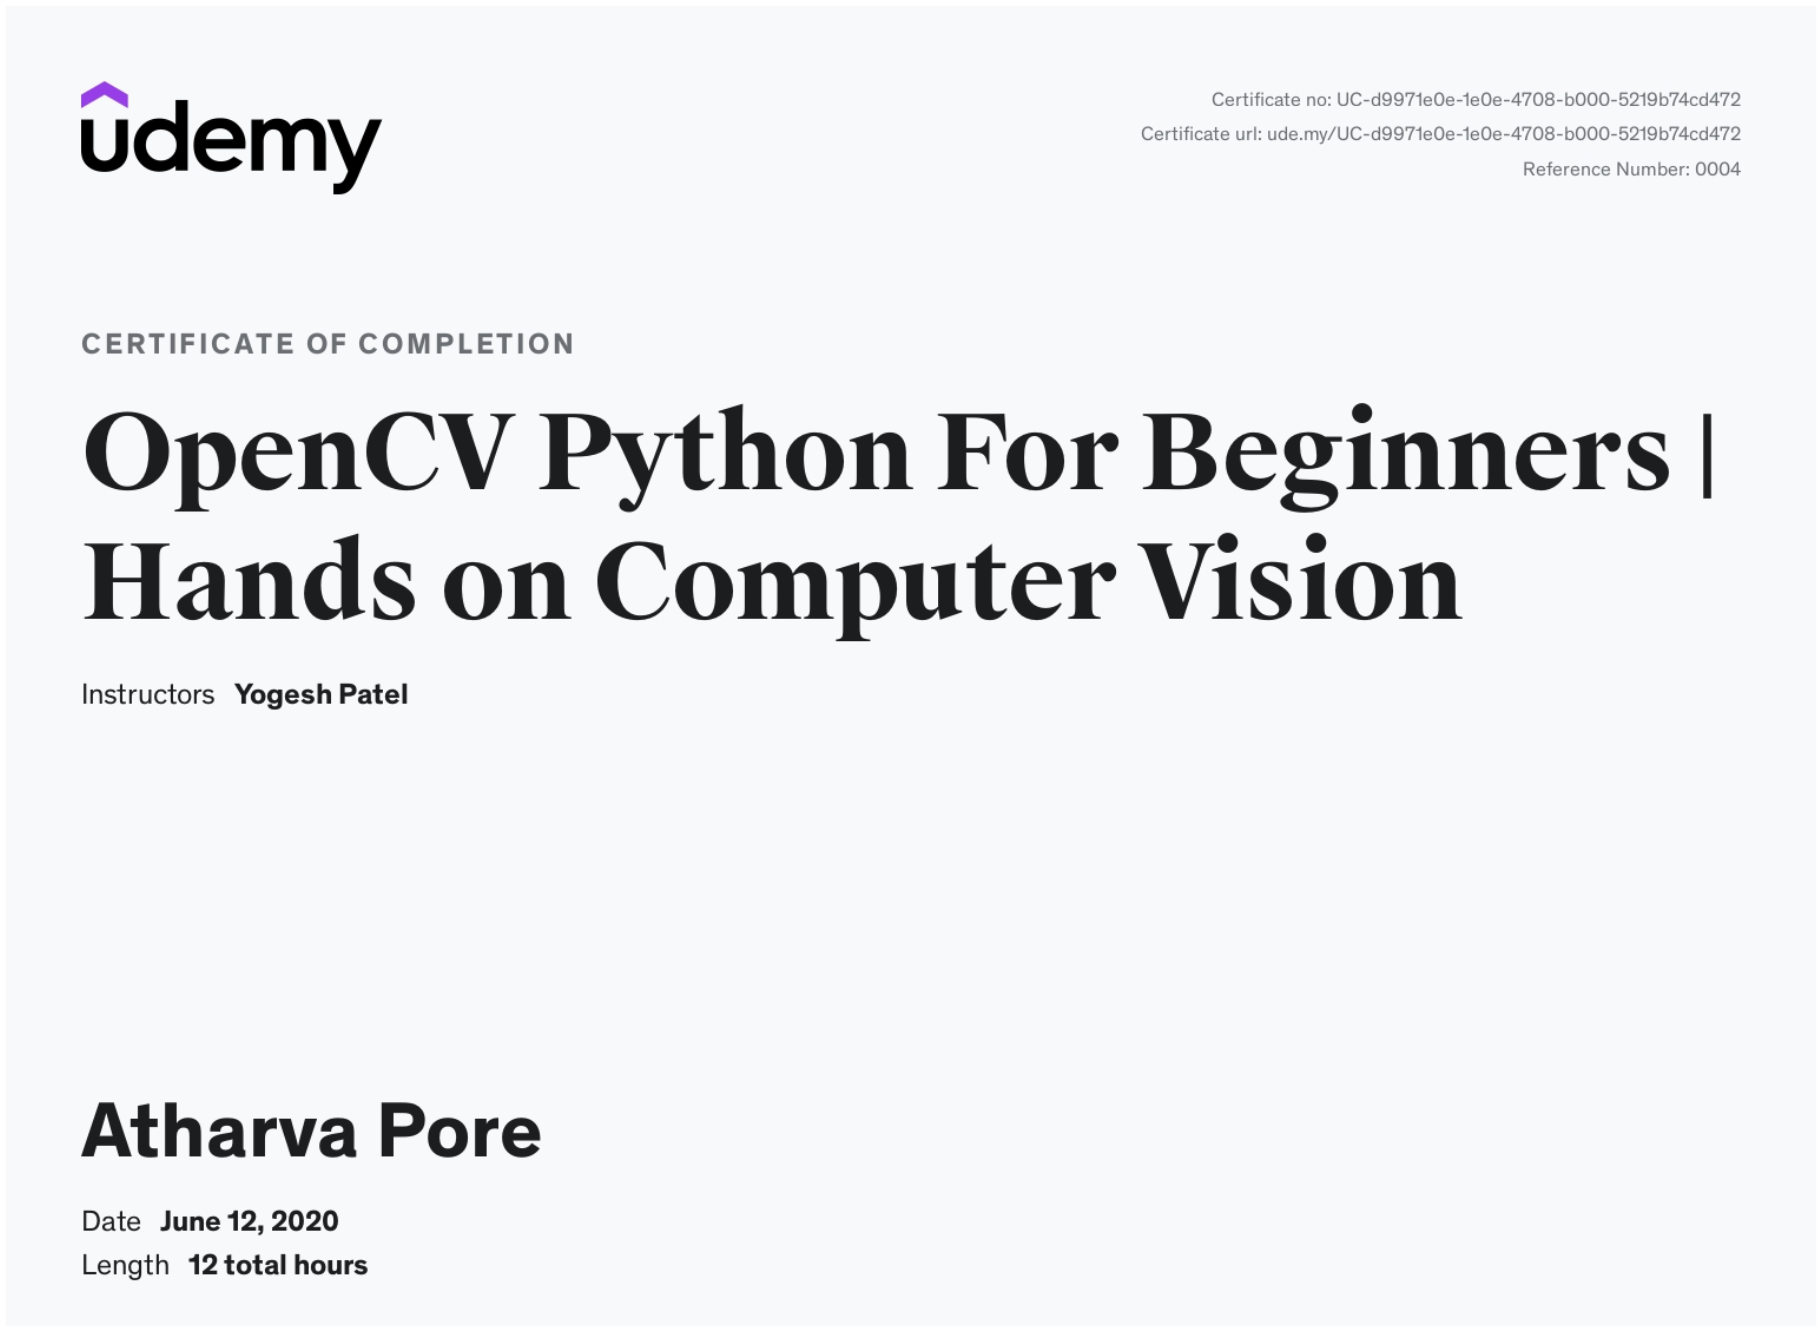 udemy
Certificate no: UC-d9971e0e-1e0e-4708-b000-5219b74cd472
Certificate url: ude.my/UC-d9971e0e-1e0e-4708-b000-5219b74cd472
Reference Number: 0004
CERTIFICATE OF COMPLETION
OpenCV Python For Beginners |
Hands on Computer Vision
Instructors Yogesh Patel
Atharva Pore
Date June 12, 2020
Length 12 total hours